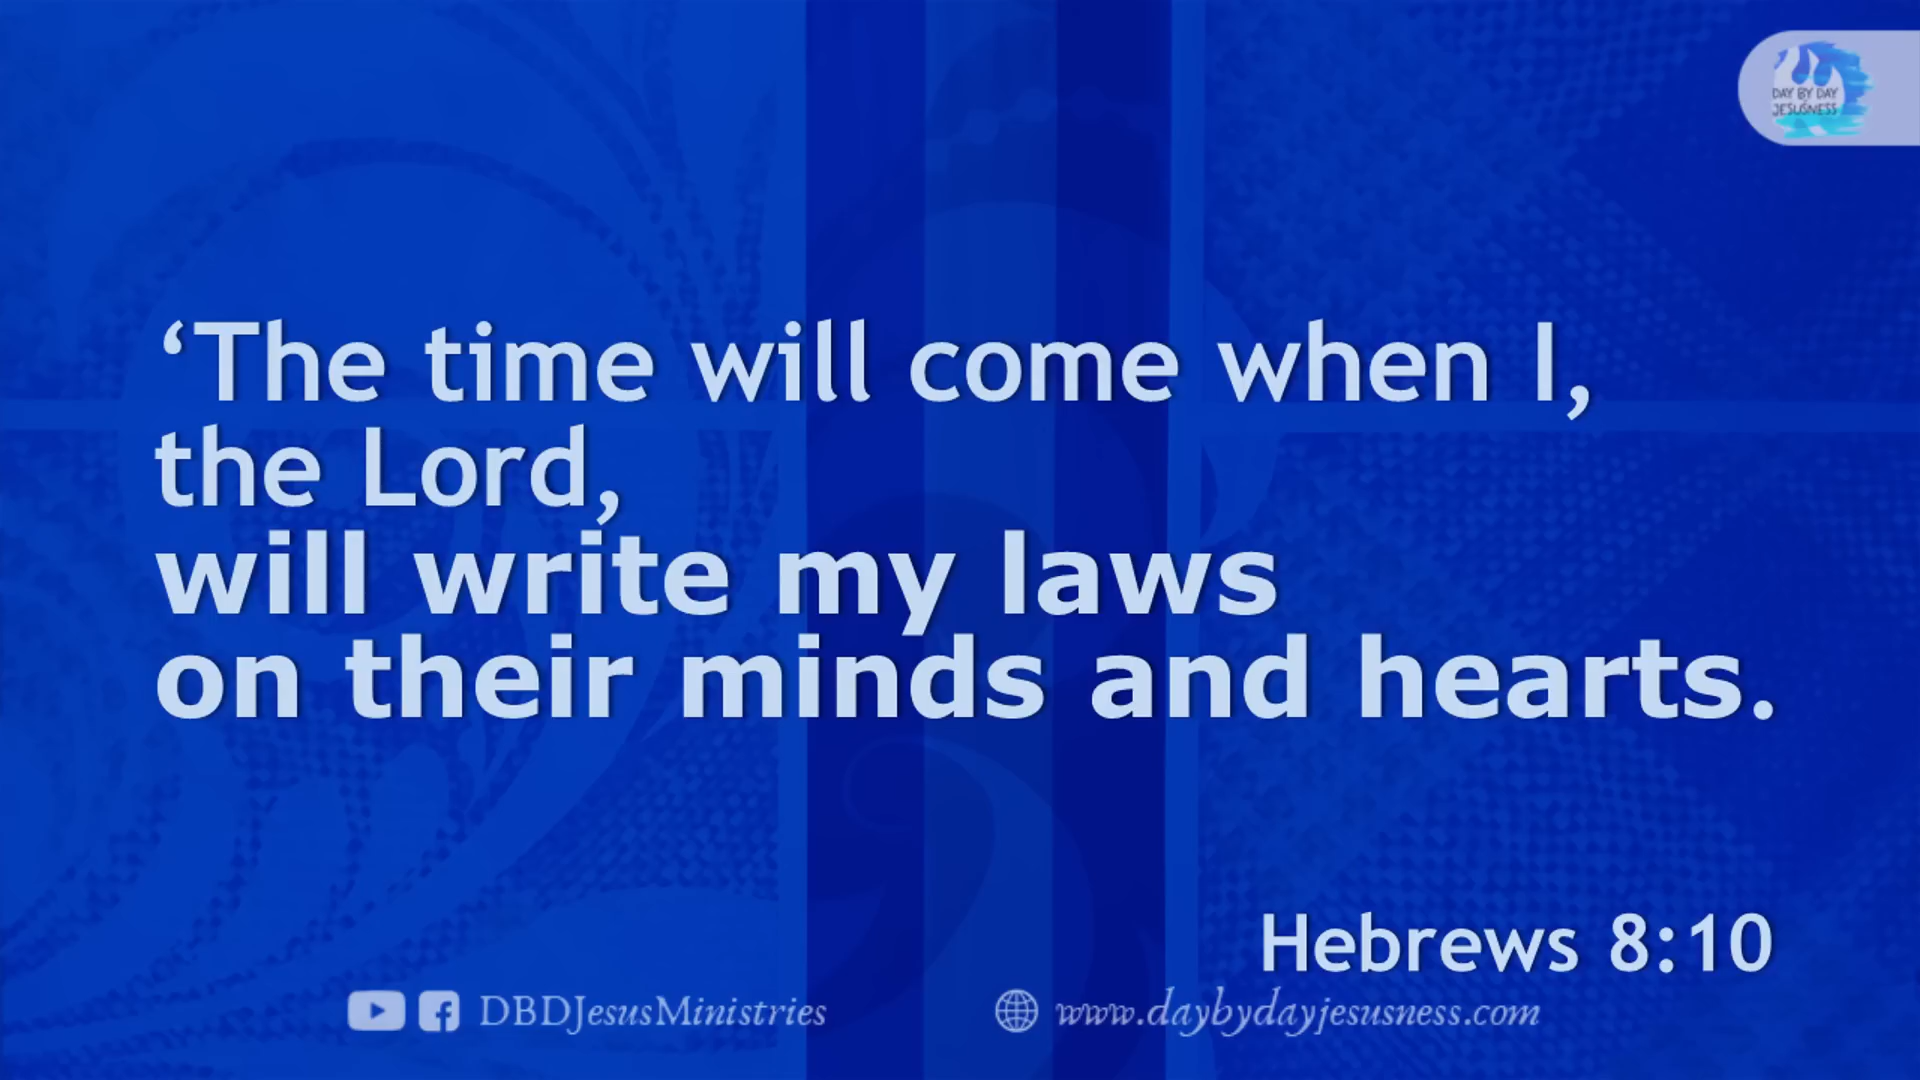 DAY BY DAY
JESUSNESS
‘The time will come when I,
the Lord,
will write my laws
on their minds and hearts.
Hebrews 8:10
DBDJesusMinistries
www.daybydayjesusness.com